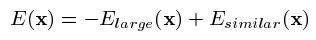 E(𝐱) = −E_{large}(𝐱) + E_{similar}(𝐱)